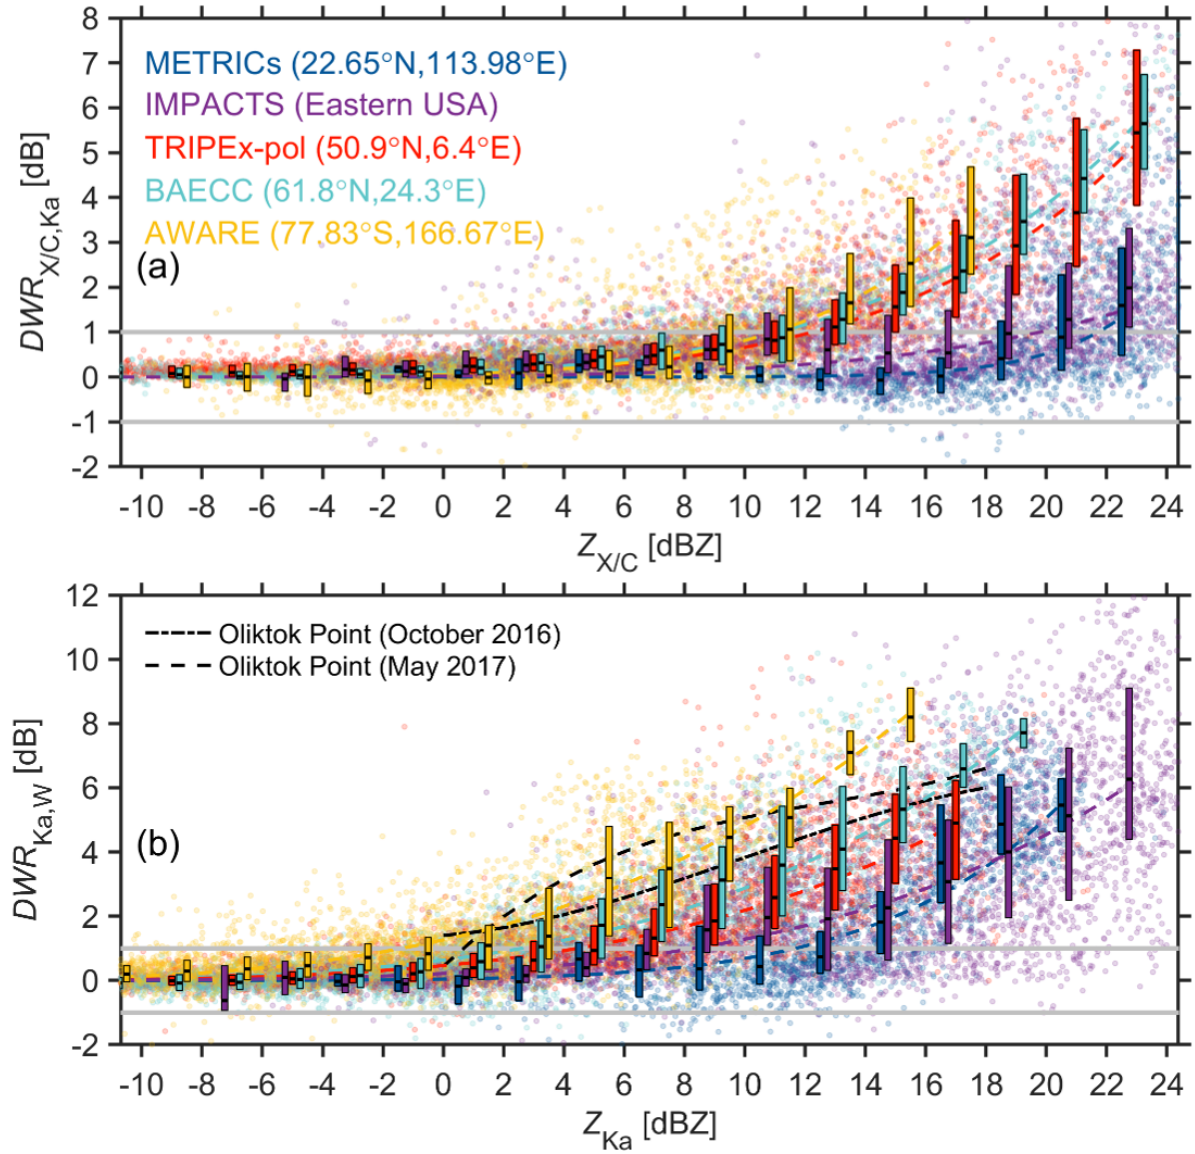 8
7
6
5
4
3
2
1
0
-1
-2
DWR_X/C,Ka [dB]
METRICs (22.65°N,113.98°E)
IMPACTS (Eastern USA)
TRIPEx-pol (50.9°N,6.4°E)
BAECC (61.8°N,24.3°E)
AWARE (77.83°S,166.67°E)
(a)
-10 -8 -6 -4 -2 0 2 4 6 8 10 12 14 16 18 20 22 24
Z_X/C [dBZ]
12
10
8
6
4
2
0
-2
DWR_Ka,W [dB]
Oliktok Point (October 2016)
Oliktok Point (May 2017)
(b)
-10 -8 -6 -4 -2 0 2 4 6 8 10 12 14 16 18 20 22 24
Z_Ka [dBZ]